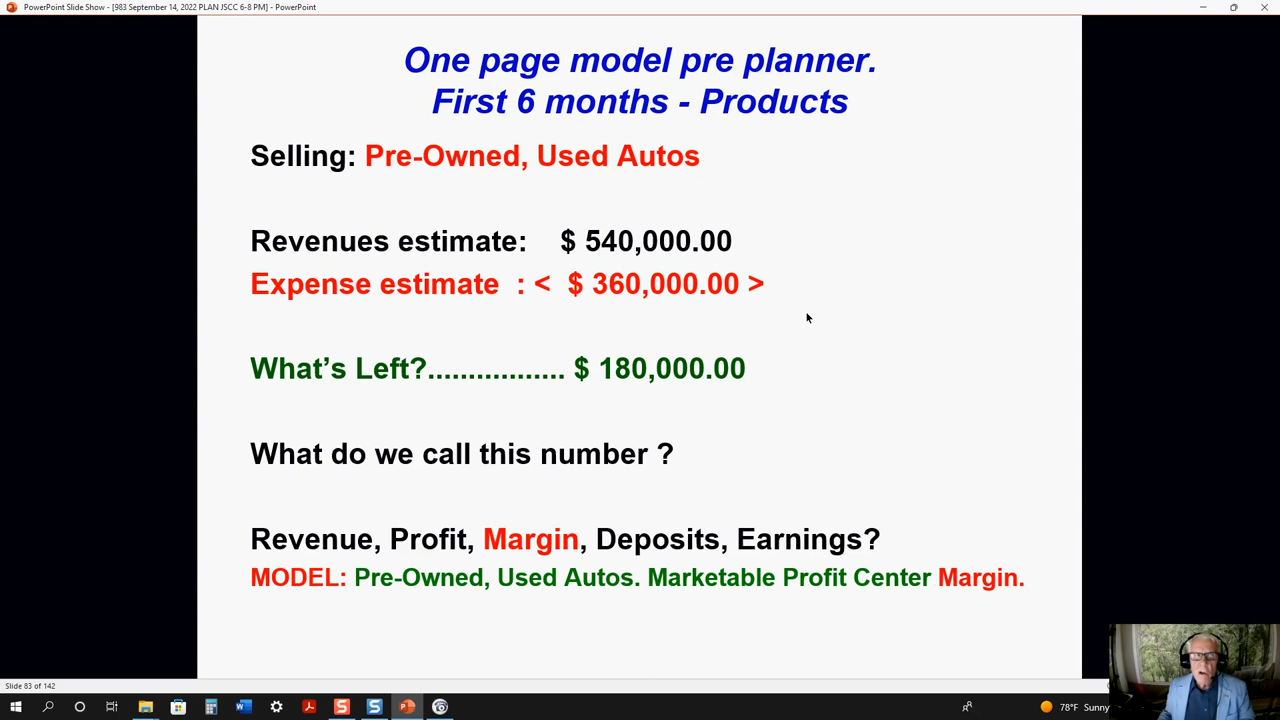 PowerPoint Slide Show - [983 September 14, 2022 PLAN JSCC 6-8 PM] - PowerPoint
One page model pre planner.
First 6 months - Products
Selling: Pre-Owned, Used Autos
Revenues estimate: $ 540,000.00
Expense estimate : < $ 360,000.00 >
What's Left?................. $ 180,000.00
What do we call this number ?
Revenue, Profit, Margin, Deposits, Earnings?
MODEL: Pre-Owned, Used Autos. Marketable Profit Center Margin.
Slide 83 of 142
78°F Sunny